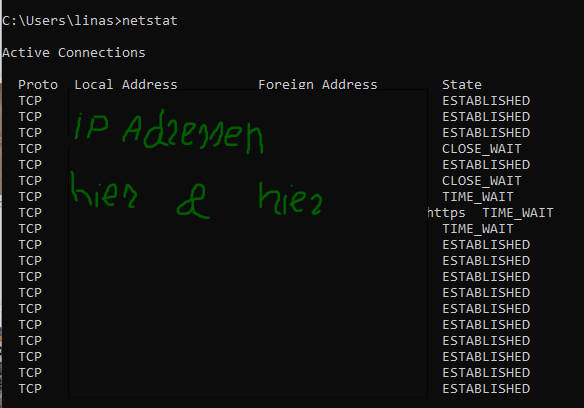 C:\Users\linas>netstat
Active Connections
Proto Local Address Foreign Address State
TCP ESTABLISHED
TCP IP Adressen ESTABLISHED
TCP ESTABLISHED
TCP CLOSE_WAIT
TCP ESTABLISHED
TCP hier & hier CLOSE_WAIT
TCP TIME_WAIT
TCP https TIME_WAIT
TCP TIME_WAIT
TCP ESTABLISHED
TCP ESTABLISHED
TCP ESTABLISHED
TCP ESTABLISHED
TCP ESTABLISHED
TCP ESTABLISHED
TCP ESTABLISHED
TCP ESTABLISHED
TCP ESTABLISHED
TCP ESTABLISHED